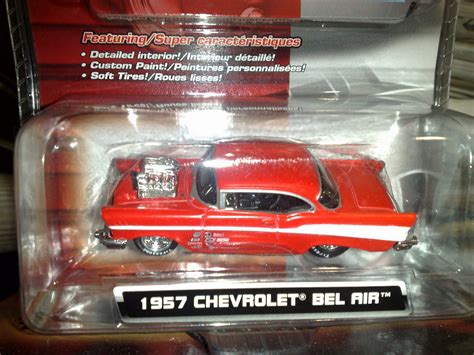 Featuring/Super caractéristiques
• Detailed interior!/Intérieur détaillé!
• Custom Paint!/Peintures personnalisées!
• Soft Tires!/Roues lisses!
1957 CHEVROLET® BEL AIR™